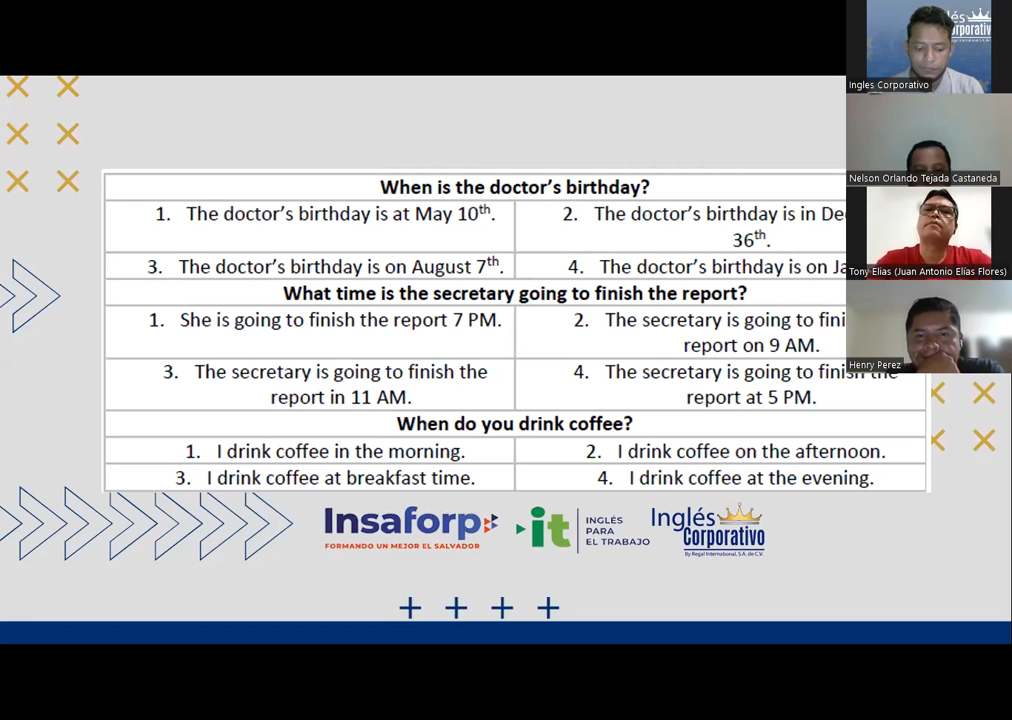 When is the doctor's birthday?
1. The doctor's birthday is at May 10th.
2. The doctor's birthday is in
36th.
3. The doctor's birthday is on August 7th.
4. The doctor's birthday is on
What time is the secretary going to finish the report?
1. She is going to finish the report 7 PM.
2. The secretary is going to
report on 9 AM.
3. The secretary is going to finish the
report in 11 AM.
4. The secretary is going to finish the
report at 5 PM.
When do you drink coffee?
1. I drink coffee in the morning.
2. I drink coffee on the afternoon.
3. I drink coffee at breakfast time.
4. I drink coffee at the evening.
Insaforp
FORMANDO UN MEJOR EL SALVADOR
it
INGLÉS
PARA
EL TRABAJO
Inglés
Corporativo
By Regal International, S.A. de C.V.
Ingles Corporativo
Nelson Orlando Tejada Castaneda
Tony Elias (Juan Antonio Elías Flores)
Henry Perez